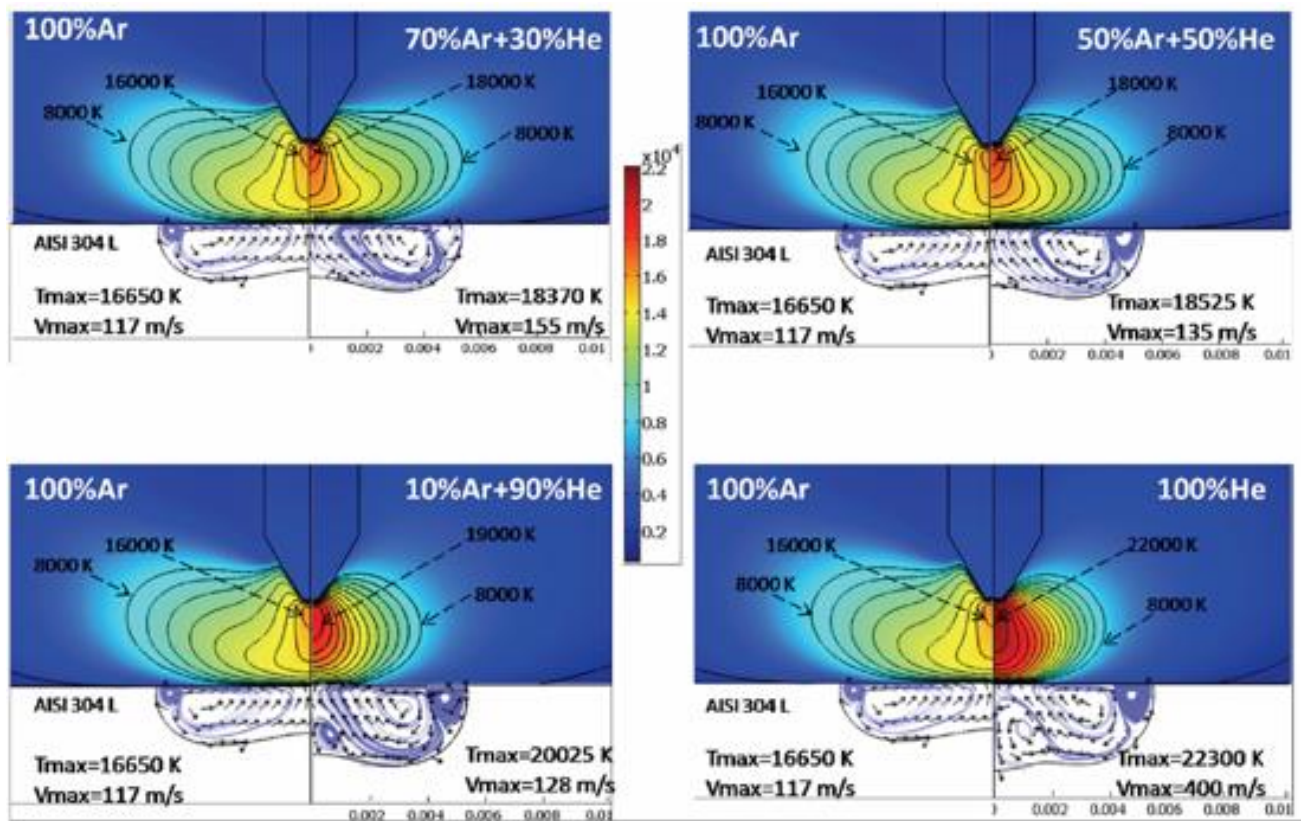 100%Ar
70%Ar+30%He
16000 K
18000 K
8000 K
8000 K
AISI 304 L
Tmax=16650 K
Vmax=117 m/s
Tmax=18370 K
Vmax=155 m/s
0.002 0.004 0.006 0.008 0.01
100%Ar
50%Ar+50%He
16000 K
18000 K
8000 K
8000 K
AISI 304 L
Tmax=16650 K
Vmax=117 m/s
Tmax=18525 K
Vmax=135 m/s
0.002 0.004 0.006 0.008 0.01
x10⁴
2.2
2
1.8
1.6
1.4
1.2
1
0.8
0.6
0.4
0.2
100%Ar
10%Ar+90%He
16000 K
19000 K
8000 K
8000 K
AISI 304 L
Tmax=16650 K
Vmax=117 m/s
Tmax=20025 K
Vmax=128 m/s
0.002 0.004 0.006 0.008 0.01
100%Ar
100%He
16000 K
22000 K
8000 K
8000 K
AISI 304 L
Tmax=16650 K
Vmax=117 m/s
Tmax=22300 K
Vmax=400 m/s
0.002 0.004 0.006 0.008 0.01